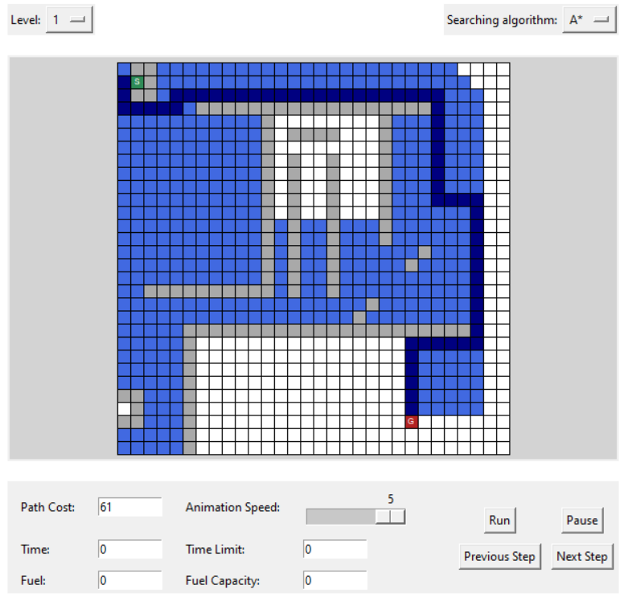 Level: 1 Searching algorithm: A*
S
G
5
Path Cost: 61 Animation Speed:
Run Pause
Time: 0 Time Limit: 0
Previous Step Next Step
Fuel: 0 Fuel Capacity: 0